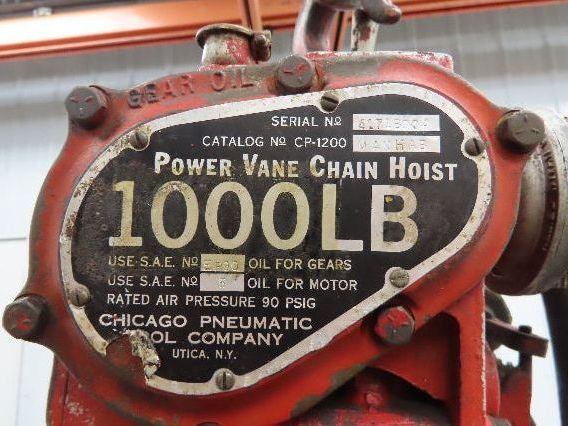 GEAR OIL
SERIAL NO
CATALOG NO CP-1200
POWER VANE CHAIN HOIST
1000LB
USE S.A.E. NO OIL FOR GEARS
USE S.A.E. NO OIL FOR MOTOR
RATED AIR PRESSURE 90 PSIG
CHICAGO PNEUMATIC
OOL COMPANY
UTICA, N.Y.